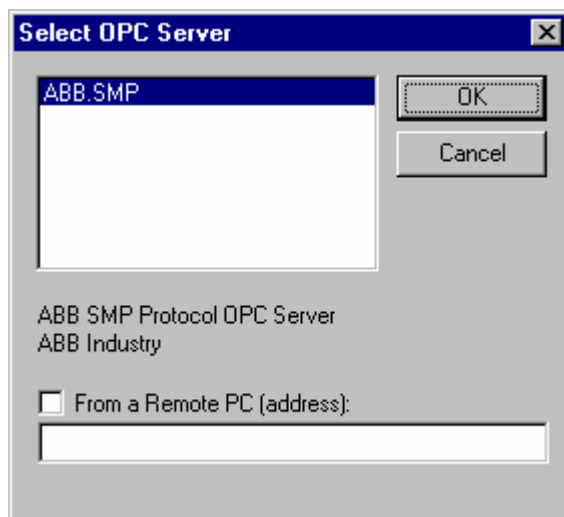 Select OPC Server
ABB.SMP
OK
Cancel
ABB SMP Protocol OPC Server
ABB Industry
From a Remote PC (address):